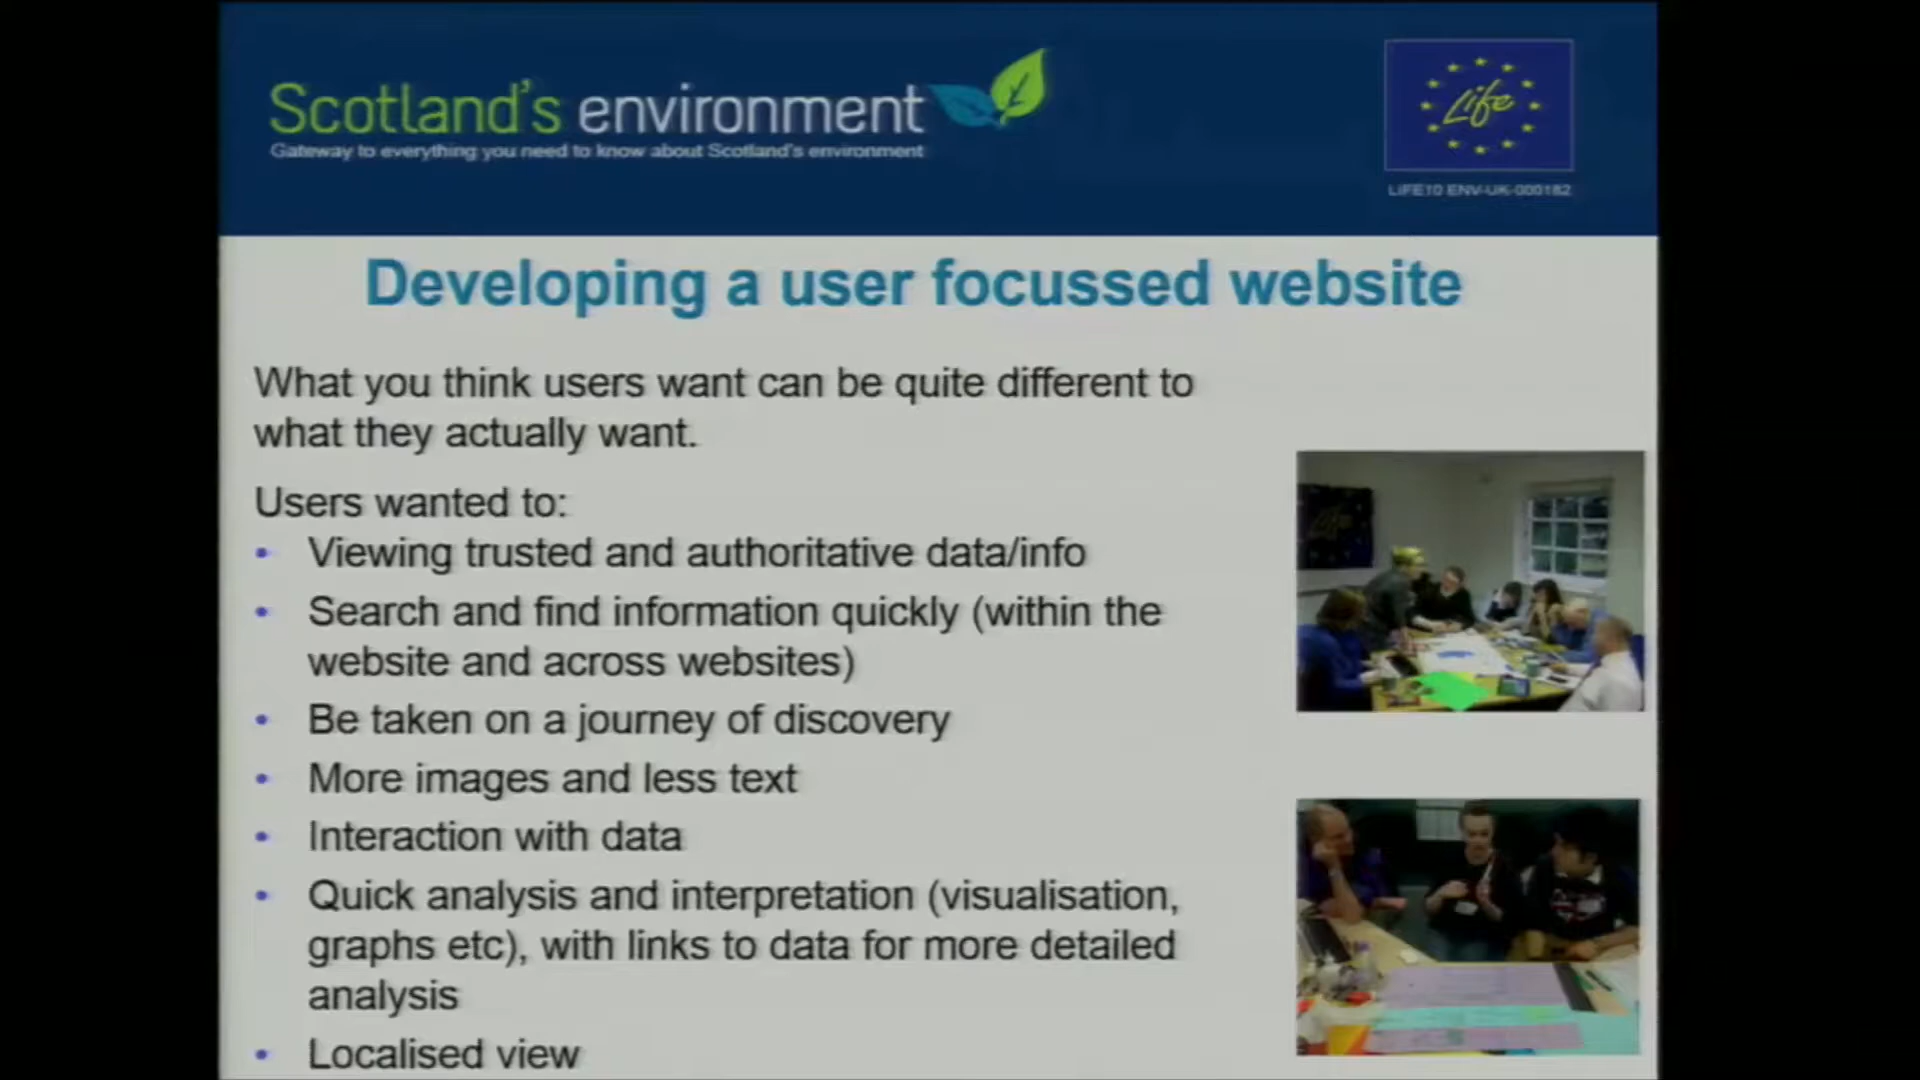 Scotland's environment
Gateway to everything you need to know about Scotland's environment
Life
LIFE10 ENV-UK-000182
Developing a user focussed website
What you think users want can be quite different to
what they actually want.
Users wanted to:
• Viewing trusted and authoritative data/info
• Search and find information quickly (within the
website and across websites)
• Be taken on a journey of discovery
• More images and less text
• Interaction with data
• Quick analysis and interpretation (visualisation,
graphs etc), with links to data for more detailed
analysis
• Localised view